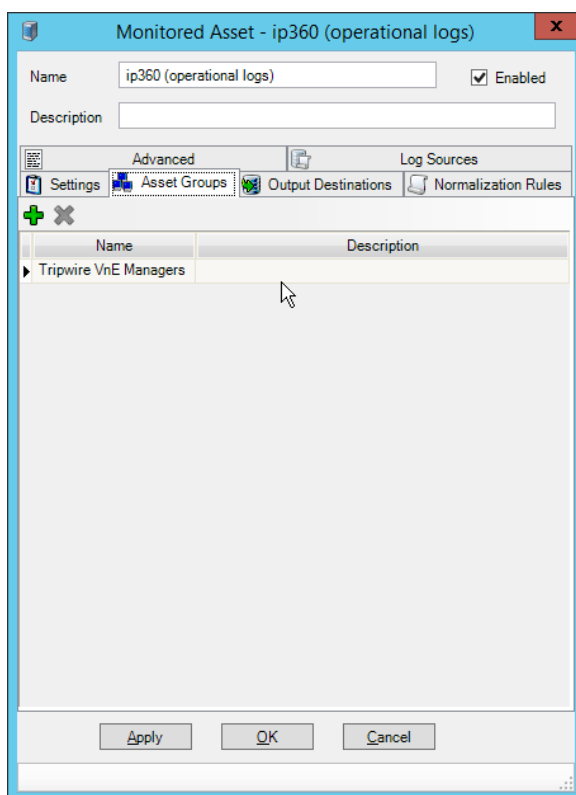 Monitored Asset - ip360 (operational logs)
x
Name ip360 (operational logs) Enabled
Description
Advanced Log Sources
Settings Asset Groups Output Destinations Normalization Rules
Name Description
Tripwire VnE Managers
Apply OK Cancel